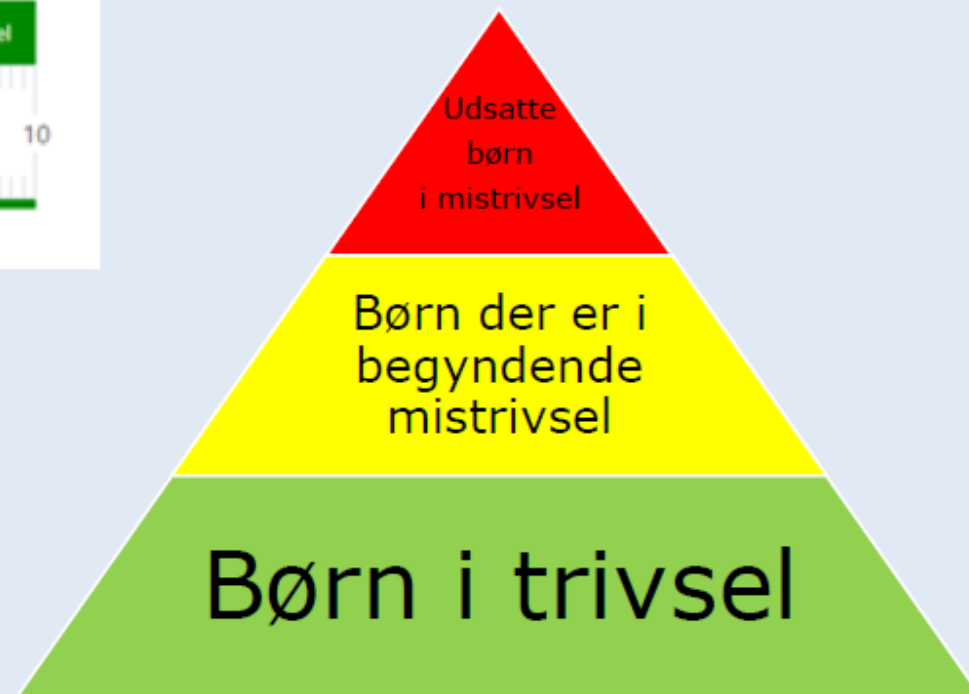 10
Udsatte
børn
i mistrivsel
Børn der er i
begyndende
mistrivsel
Børn i trivsel